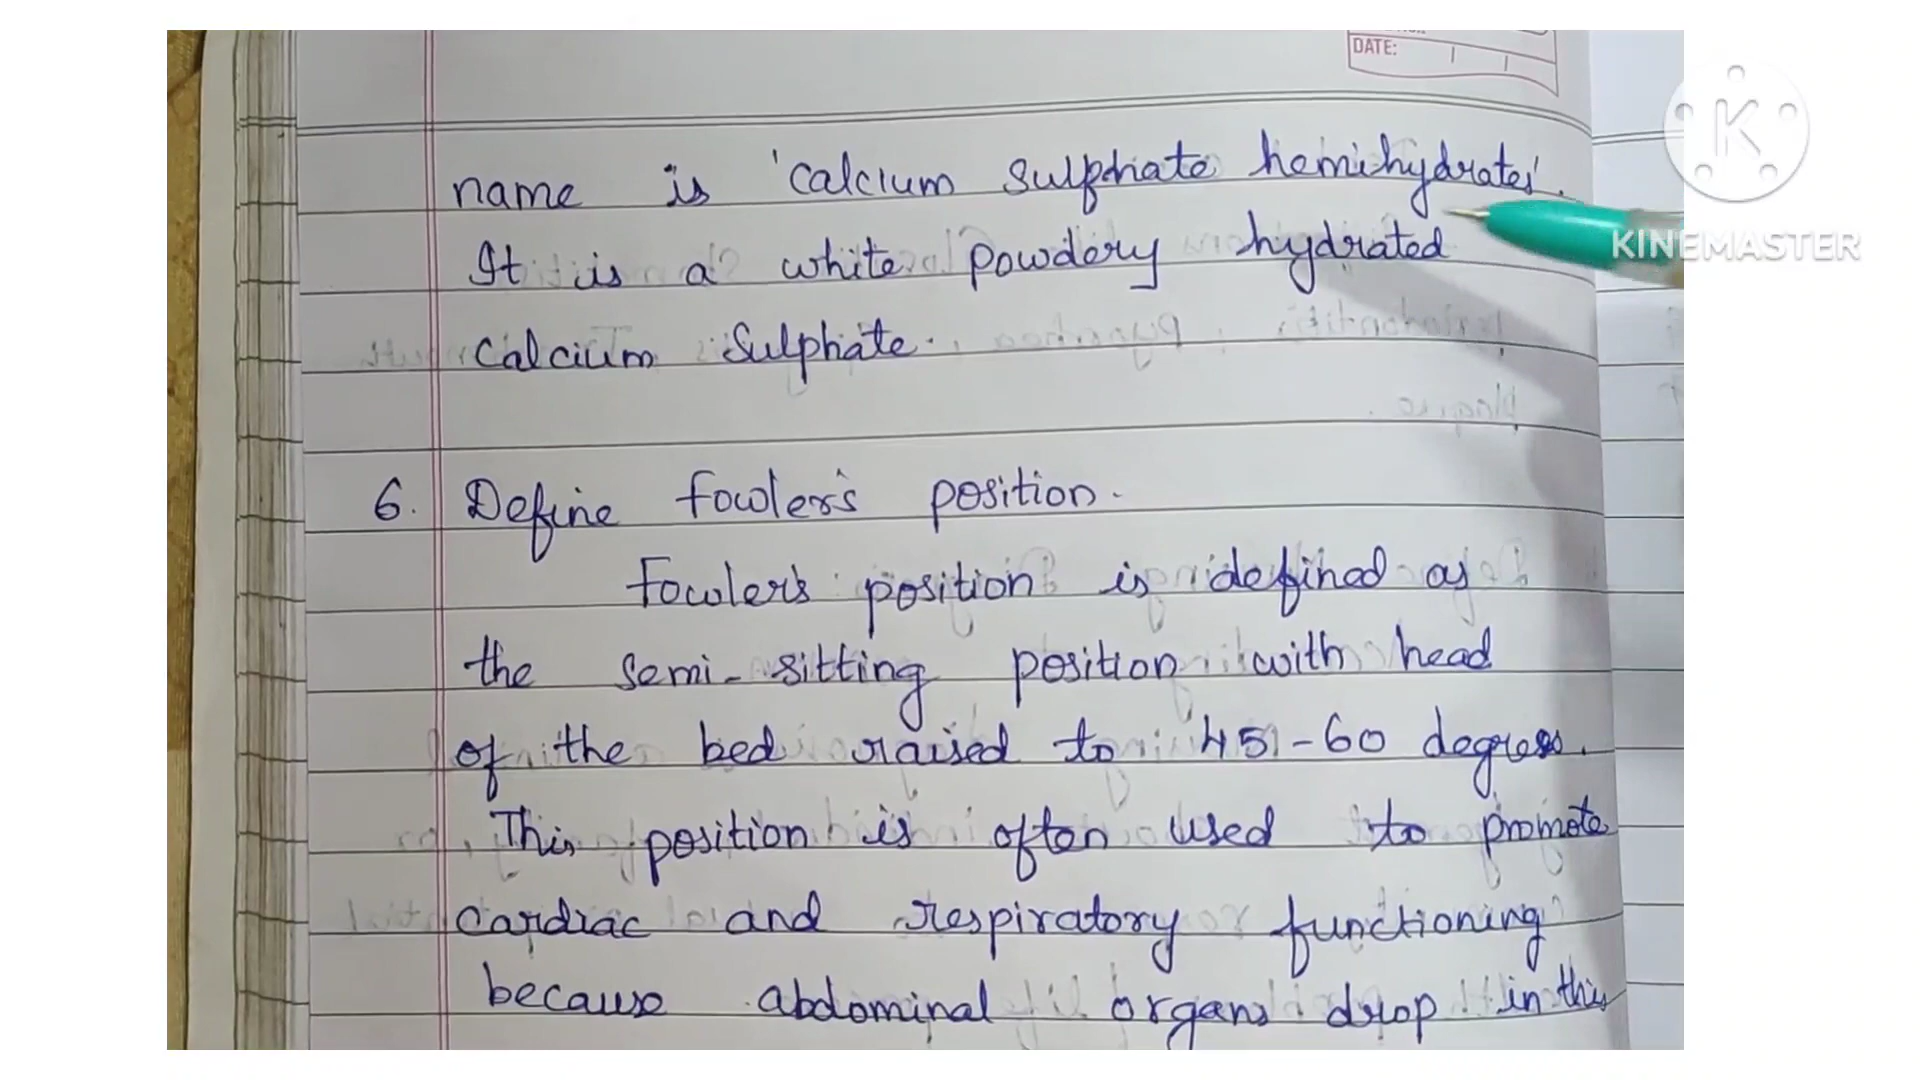 DATE:
name is 'calcium sulphate hemihydrates'.
It is a white powdery hydrated
calcium sulphate.
6. Define fowler's position.
Fowler's position is defined as
the semi-sitting position with head
of the bed raised to 45-60 degress.
This position is often used to promote
cardiac and respiratory functioning
because abdominal organs drop in this
K
KINEMASTER